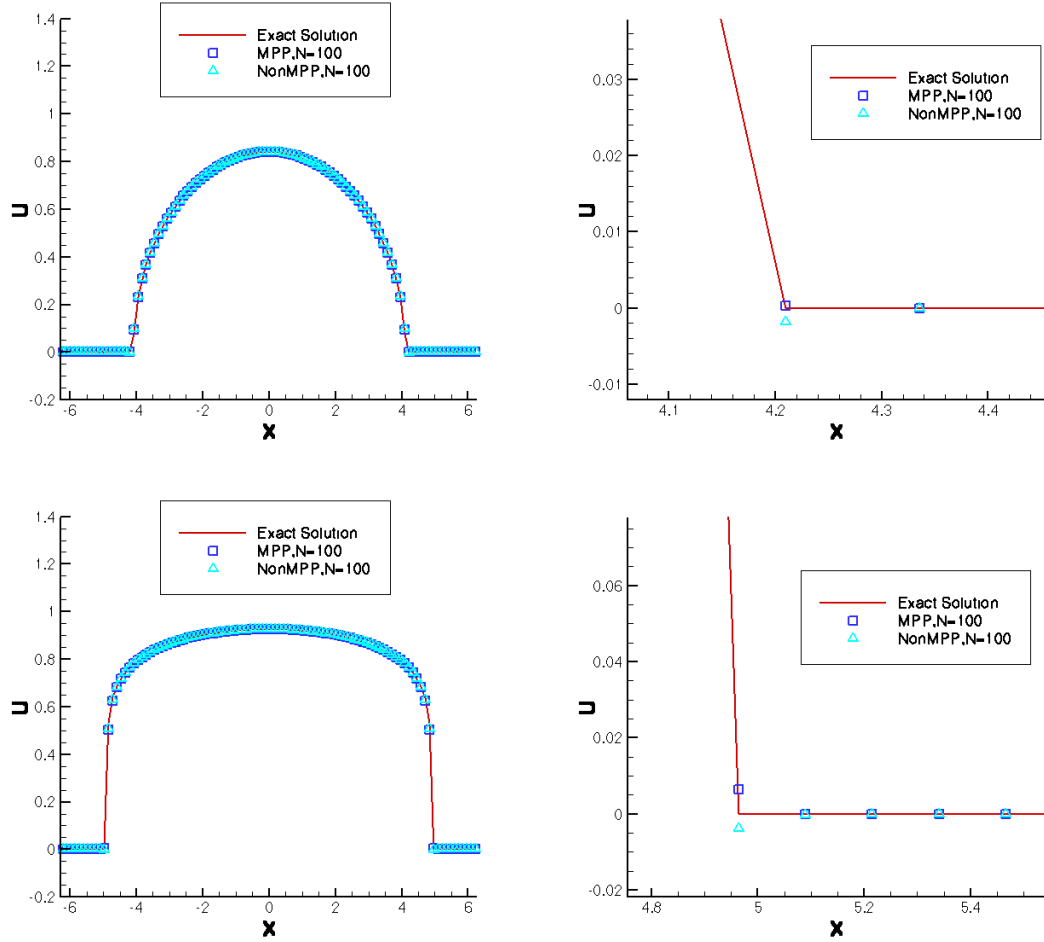 1.4
1.2
1
0.8
0.6
0.4
0.2
0
-0.2
U
-6 -4 -2 0 2 4 6
X
Exact Solution
MPP,N=100
NonMPP,N=100
0.03
0.02
0.01
0
-0.01
U
4.1 4.2 4.3 4.4
X
Exact Solution
MPP,N=100
NonMPP,N=100
1.4
1.2
1
0.8
0.6
0.4
0.2
0
-0.2
U
-6 -4 -2 0 2 4 6
X
Exact Solution
MPP,N=100
NonMPP,N=100
0.06
0.04
0.02
0
-0.02
U
4.8 5 5.2 5.4
X
Exact Solution
MPP,N=100
NonMPP,N=100